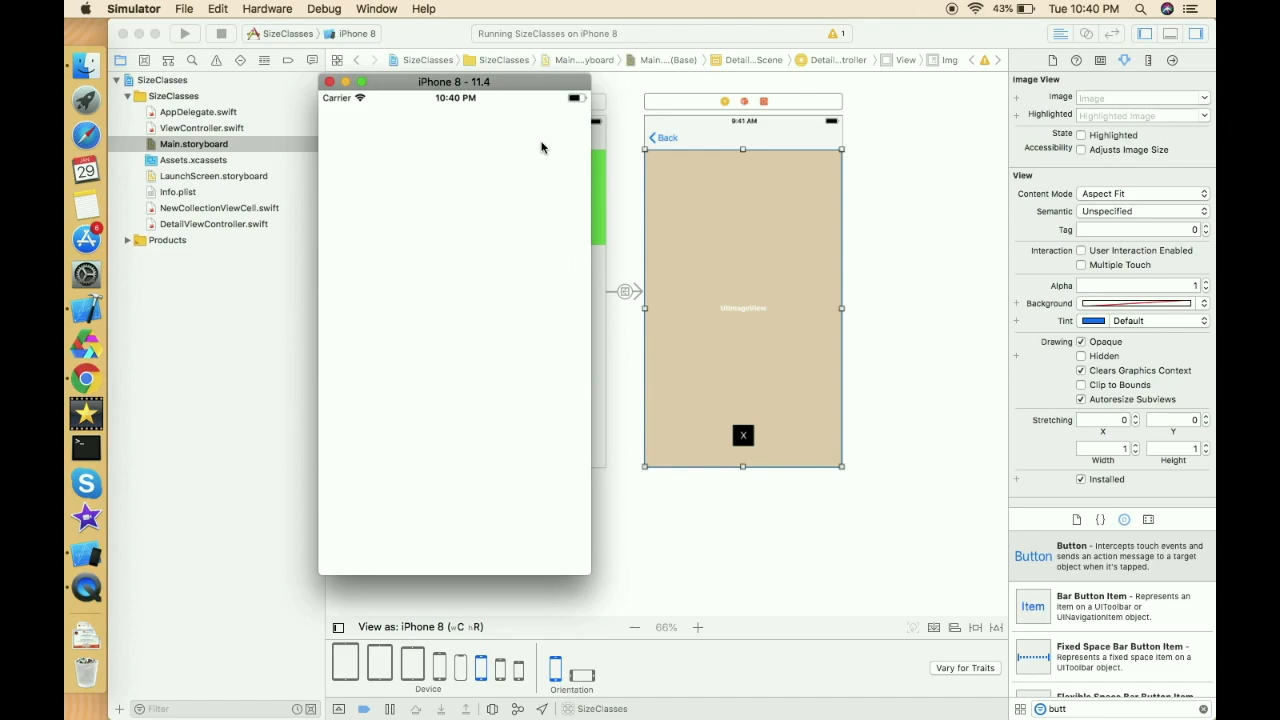 Simulator File Edit Hardware Debug Window Help 43% Tue 10:40 PM
SizeClasses iPhone 8 Running SizeClasses on iPhone 8 1
SizeClasses SizeClasses Main....yboard Main....(Base) Detail...Scene Detail...troller View Img
SizeClasses
SizeClasses
AppDelegate.swift
ViewController.swift
Main.storyboard
Assets.xcassets
LaunchScreen.storyboard
Info.plist
NewCollectionViewCell.swift
DetailViewController.swift
Products
JAN
29
6
S
iPhone 8 - 11.4
Carrier 10:40 PM
9:41 AM
Back
UIImageView
X
Image View
Image Image
Highlighted Highlighted Image
State Highlighted
Accessibility Adjusts Image Size
View
Content Mode Aspect Fit
Semantic Unspecified
Tag 0
Interaction User Interaction Enabled
Multiple Touch
Alpha 1
Background
Tint Default
Drawing Opaque
Hidden
Clears Graphics Context
Clip to Bounds
Autoresize Subviews
Stretching 0 0
X Y
1 1
Width Height
Installed
Button Button - Intercepts touch events and
sends an action message to a target
object when it's tapped.
Item Bar Button Item - Represents an
item on a UIToolbar or
UINavigationItem object.
Fixed Space Bar Button Item -
Represents a fixed space item on a
UIToolbar object.
Flexible Space Bar Button Item
View as: iPhone 8 (wC hR) 66%
Device Orientation Vary for Traits
Filter SizeClasses butt